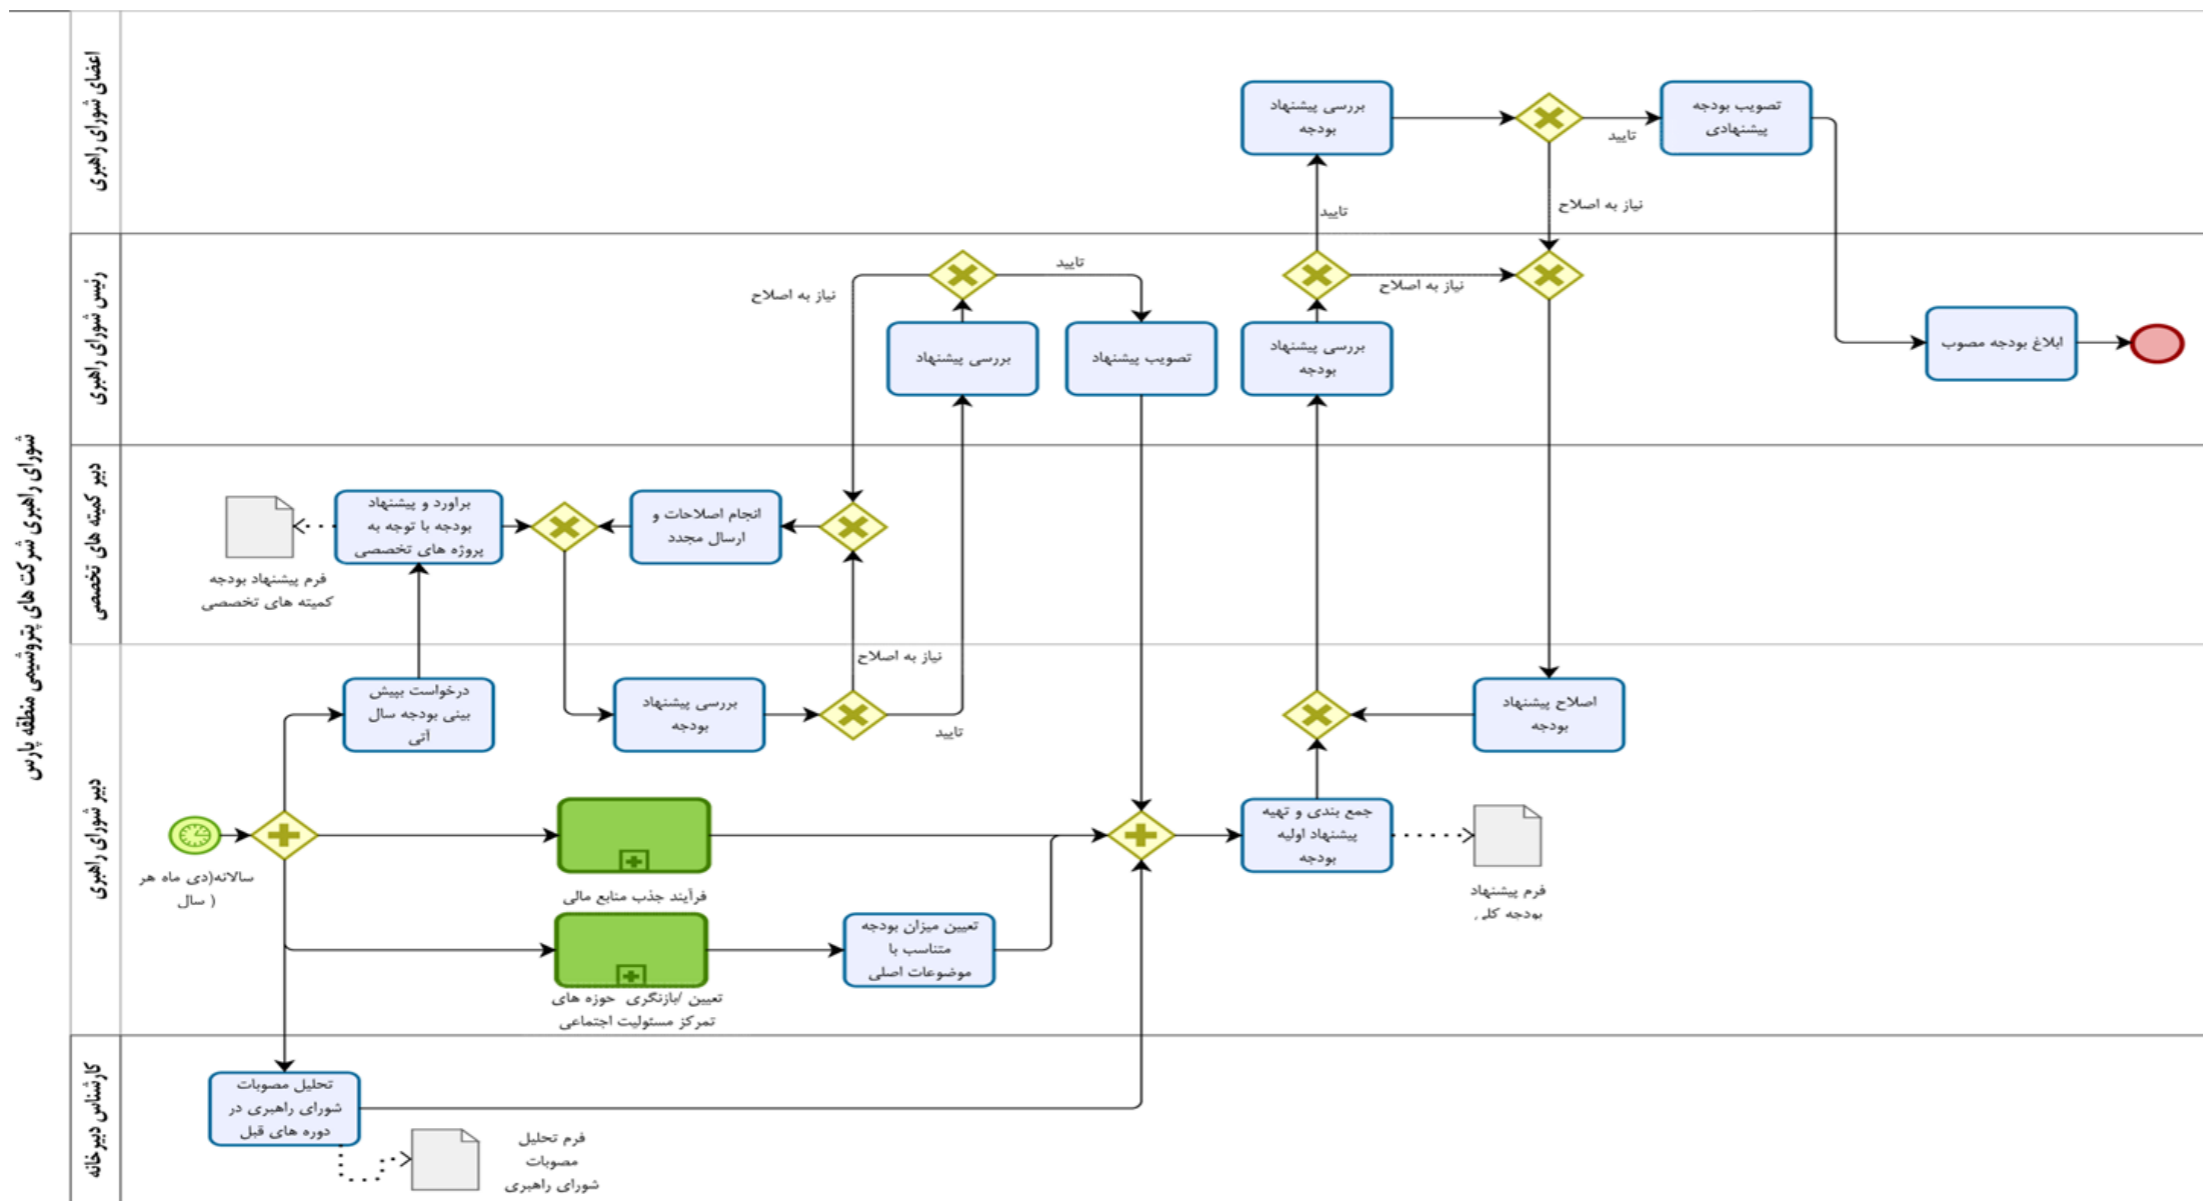 شورای راهبری شرکت های پتروشیمی منطقه پارس
اعضای شورای راهبری
بررسی پیشنهاد
بودجه
تایید
تصویب بودجه
پیشنهادی
نیاز به اصلاح
تایید
رئیس شورای راهبری
نیاز به اصلاح
تایید
بررسی پیشنهاد
تصویب پیشنهاد
بررسی پیشنهاد
بودجه
نیاز به اصلاح
ابلاغ بودجه مصوب
دبیر کمیته های تخصصی
براورد و پیشنهاد
بودجه با توجه به
پروژه های تخصصی
فرم پیشنهاد بودجه
کمیته های تخصصی
انجام اصلاحات و
ارسال مجدد
دبیر شورای راهبری
درخواست بپیش
بینی بودجه سال
آتی
بررسی پیشنهاد
بودجه
نیاز به اصلاح
تایید
اصلاح پیشنهاد
بودجه
سالانه(دی ماه هر
سال )
فرآیند جذب منابع مالی
تعیین /بازنگری حوزه های
تمرکز مسئولیت اجتماعی
تعیین میزان بودجه
متناسب با
موضوعات اصلی
جمع بندی و تهیه
پیشنهاد اولیه
بودجه
فرم پیشنهاد
بودجه کلی
کارشناس دبیرخانه
تحلیل مصوبات
شورای راهبری در
دوره های قبل
فرم تحلیل
مصوبات
شورای راهبری